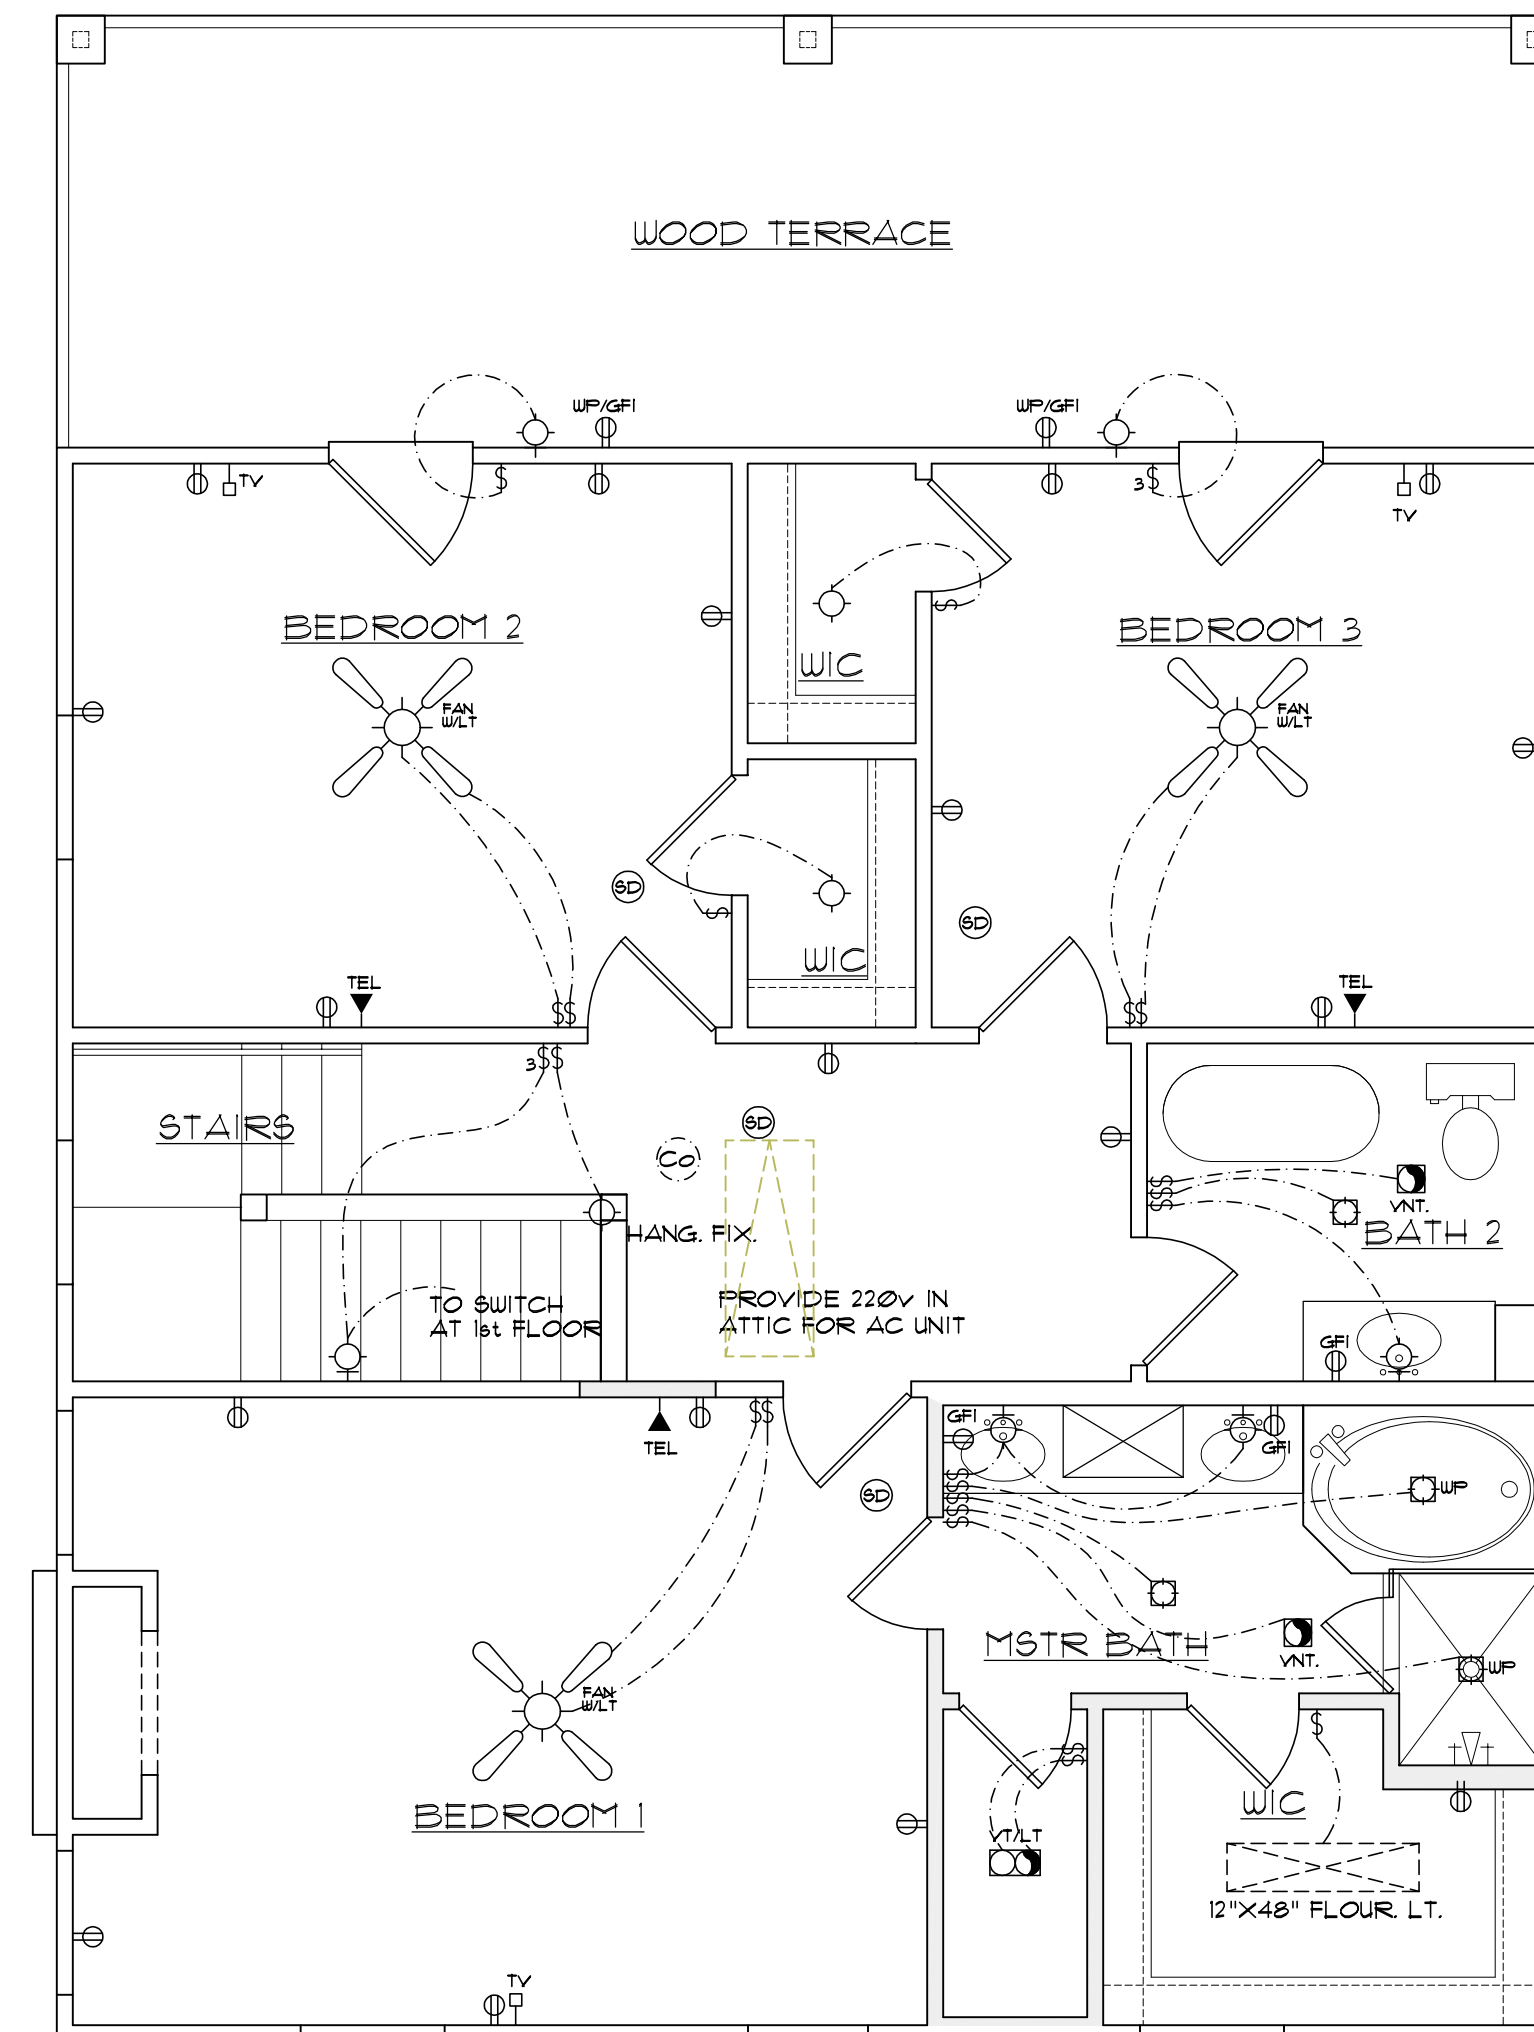 WOOD TERRACE
WP/GFI
WP/GFI
TV
$
3$
TV
BEDROOM 2
$
BEDROOM 3
WIC
FAN
W/LT
FAN
W/LT
SD
$
SD
WIC
TEL
$$
$$
TEL
3$$
STAIRS
SD
CO
$$$
VNT.
HANG. FIX.
BATH 2
TO SWITCH
AT 1st FLOOR
PROVIDE 220v IN
ATTIC FOR AC UNIT
GFI
$$
TEL
GFI
GFI
SD
$$$$$
WP
MSTR BATH
VNT.
WP
FAN
W/LT
$
$$
BEDROOM 1
WIC
VT/LT
12"X48" FLOUR. LT.
TV